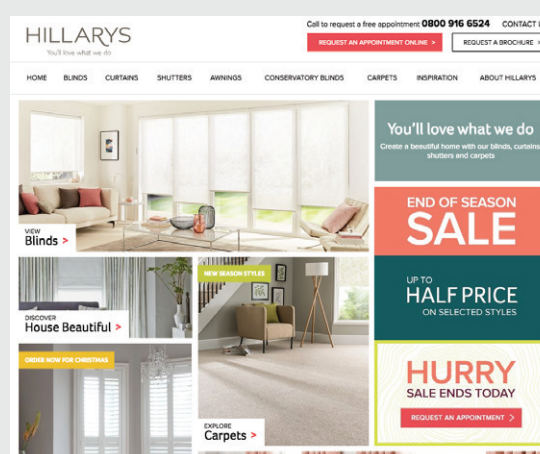 HILLARYS
You'll love what we do
Call to request a free appointment 0800 916 6524 CONTACT
REQUEST AN APPOINTMENT ONLINE >
REQUEST A BROCHURE >
HOME BLINDS CURTAINS SHUTTERS AWNINGS CONSERVATORY BLINDS CARPETS INSPIRATION ABOUT HILLARYS
VIEW
Blinds >
You'll love what we do
Create a beautiful home with our blinds, curtains
shutters and carpets
END OF SEASON
SALE
UP TO
HALF PRICE
ON SELECTED STYLES
DISCOVER
House Beautiful >
NEW SEASON STYLES
ORDER NOW FOR CHRISTMAS
EXPLORE
Carpets >
HURRY
SALE ENDS TODAY
REQUEST AN APPOINTMENT >